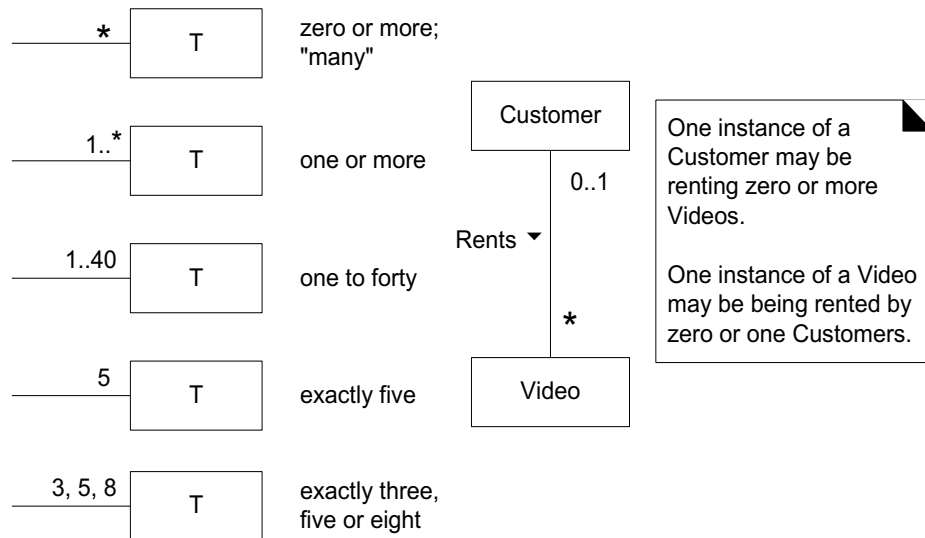 *
T
zero or more;
"many"
1..*
T
one or more
1..40
T
one to forty
5
T
exactly five
3, 5, 8
T
exactly three,
five or eight
Customer
0..1
Rents
*
Video
One instance of a
Customer may be
renting zero or more
Videos.
One instance of a Video
may be being rented by
zero or one Customers.